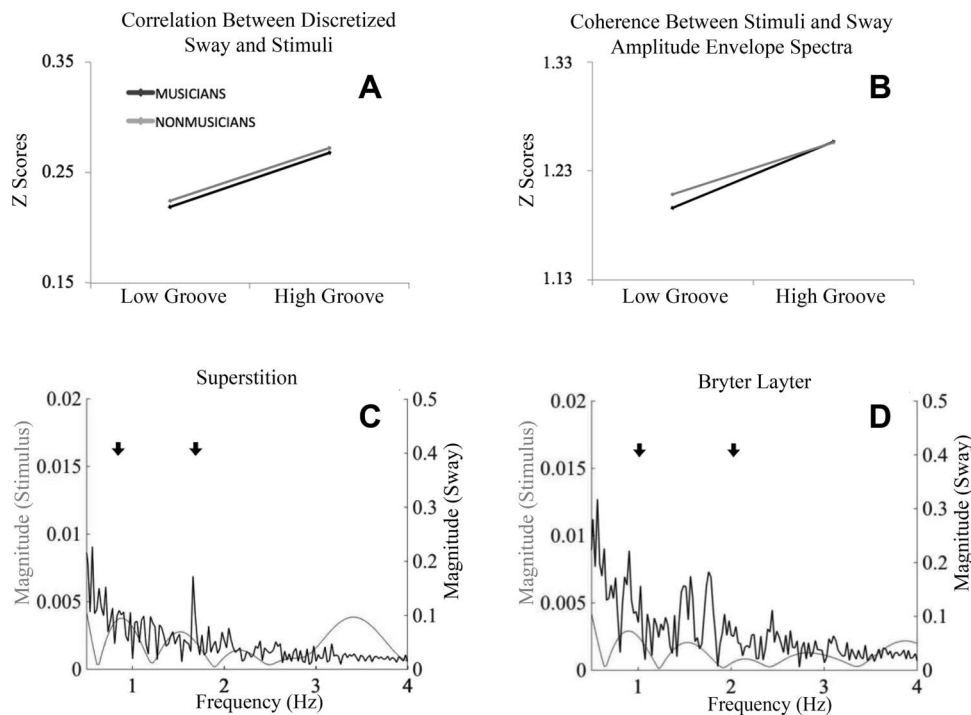 Correlation Between Discretized
Sway and Stimuli
0.35
0.25
0.15
Z Scores
MUSICIANS
NONMUSICIANS
A
Low Groove
High Groove
Coherence Between Stimuli and Sway
Amplitude Envelope Spectra
1.33
1.23
1.13
Z Scores
B
Low Groove
High Groove
Superstition
C
0.02
0.015
0.01
0.005
0
Magnitude (Stimulus)
0.5
0.4
0.3
0.2
0.1
0
Magnitude (Sway)
1
2
3
4
Frequency (Hz)
Bryter Layter
D
0.02
0.015
0.01
0.005
0
Magnitude (Stimulus)
0.5
0.4
0.3
0.2
0.1
0
Magnitude (Sway)
1
2
3
4
Frequency (Hz)